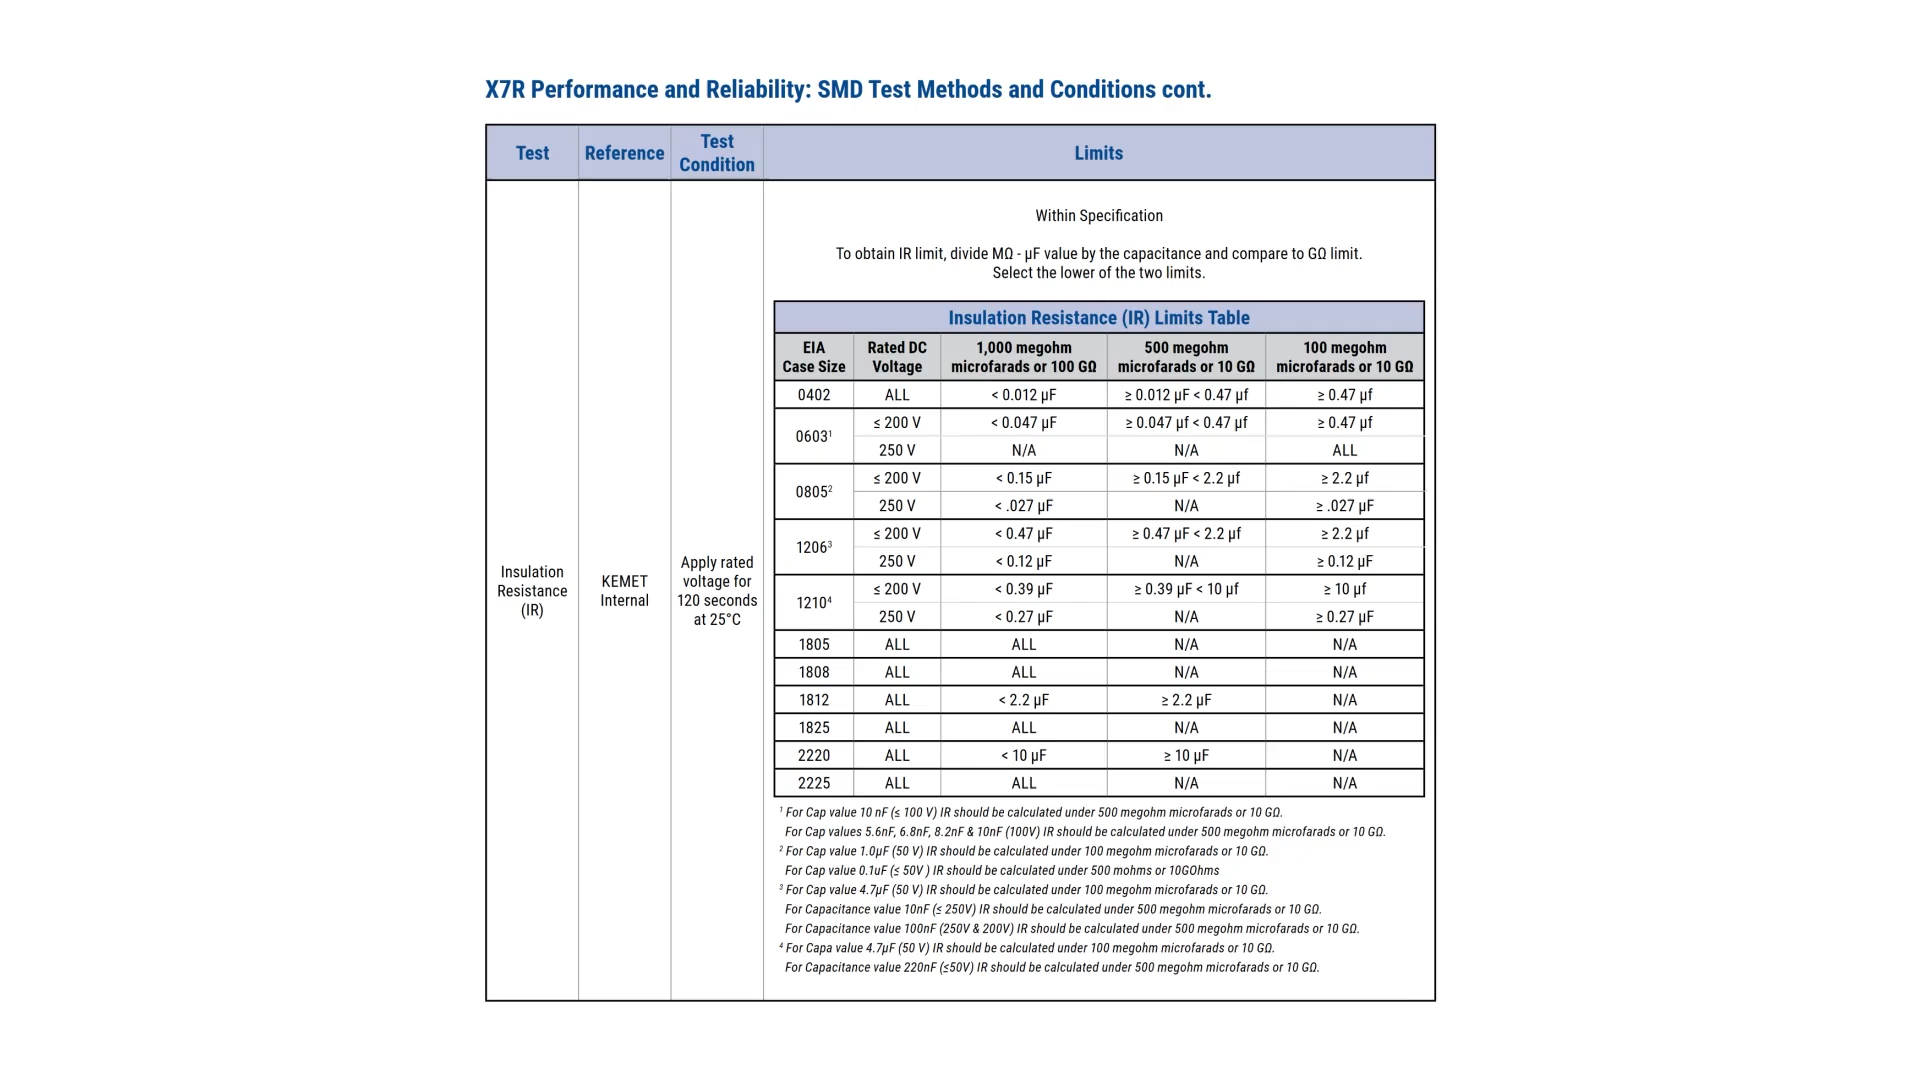 X7R Performance and Reliability: SMD Test Methods and Conditions cont.
Test Reference Test Condition Limits
Insulation Resistance (IR)
KEMET Internal
Apply rated voltage for 120 seconds at 25°C
Within Specification
To obtain IR limit, divide MΩ - µF value by the capacitance and compare to GΩ limit.
Select the lower of the two limits.
Insulation Resistance (IR) Limits Table
EIA Case Size Rated DC Voltage 1,000 megohm microfarads or 100 GΩ 500 megohm microfarads or 10 GΩ 100 megohm microfarads or 10 GΩ
0402 ALL < 0.012 µF ≥ 0.012 µF < 0.47 µf ≥ 0.47 µf
0603¹ ≤ 200 V < 0.047 µF ≥ 0.047 µf < 0.47 µf ≥ 0.47 µf
250 V N/A N/A ALL
0805² ≤ 200 V < 0.15 µF ≥ 0.15 µF < 2.2 µf ≥ 2.2 µf
250 V < .027 µF N/A ≥ .027 µF
1206³ ≤ 200 V < 0.47 µF ≥ 0.47 µF < 2.2 µf ≥ 2.2 µf
250 V < 0.12 µF N/A ≥ 0.12 µF
1210⁴ ≤ 200 V < 0.39 µF ≥ 0.39 µF < 10 µf ≥ 10 µf
250 V < 0.27 µF N/A ≥ 0.27 µF
1805 ALL ALL N/A N/A
1808 ALL ALL N/A N/A
1812 ALL < 2.2 µF ≥ 2.2 µF N/A
1825 ALL ALL N/A N/A
2220 ALL < 10 µF ≥ 10 µF N/A
2225 ALL ALL N/A N/A
¹ For Cap value 10 nF (≤ 100 V) IR should be calculated under 500 megohm microfarads or 10 GΩ.
For Cap values 5.6nF, 6.8nF, 8.2nF & 10nF (100V) IR should be calculated under 500 megohm microfarads or 10 GΩ.
² For Cap value 1.0µF (50 V) IR should be calculated under 100 megohm microfarads or 10 GΩ.
For Cap value 0.1uF (≤ 50V ) IR should be calculated under 500 mohms or 10GOhms
³ For Cap value 4.7µF (50 V) IR should be calculated under 100 megohm microfarads or 10 GΩ.
For Capacitance value 10nF (≤ 250V) IR should be calculated under 500 megohm microfarads or 10 GΩ.
For Capacitance value 100nF (250V & 200V) IR should be calculated under 500 megohm microfarads or 10 GΩ.
⁴ For Capa value 4.7µF (50 V) IR should be calculated under 100 megohm microfarads or 10 GΩ.
For Capacitance value 220nF (≤50V) IR should be calculated under 500 megohm microfarads or 10 GΩ.